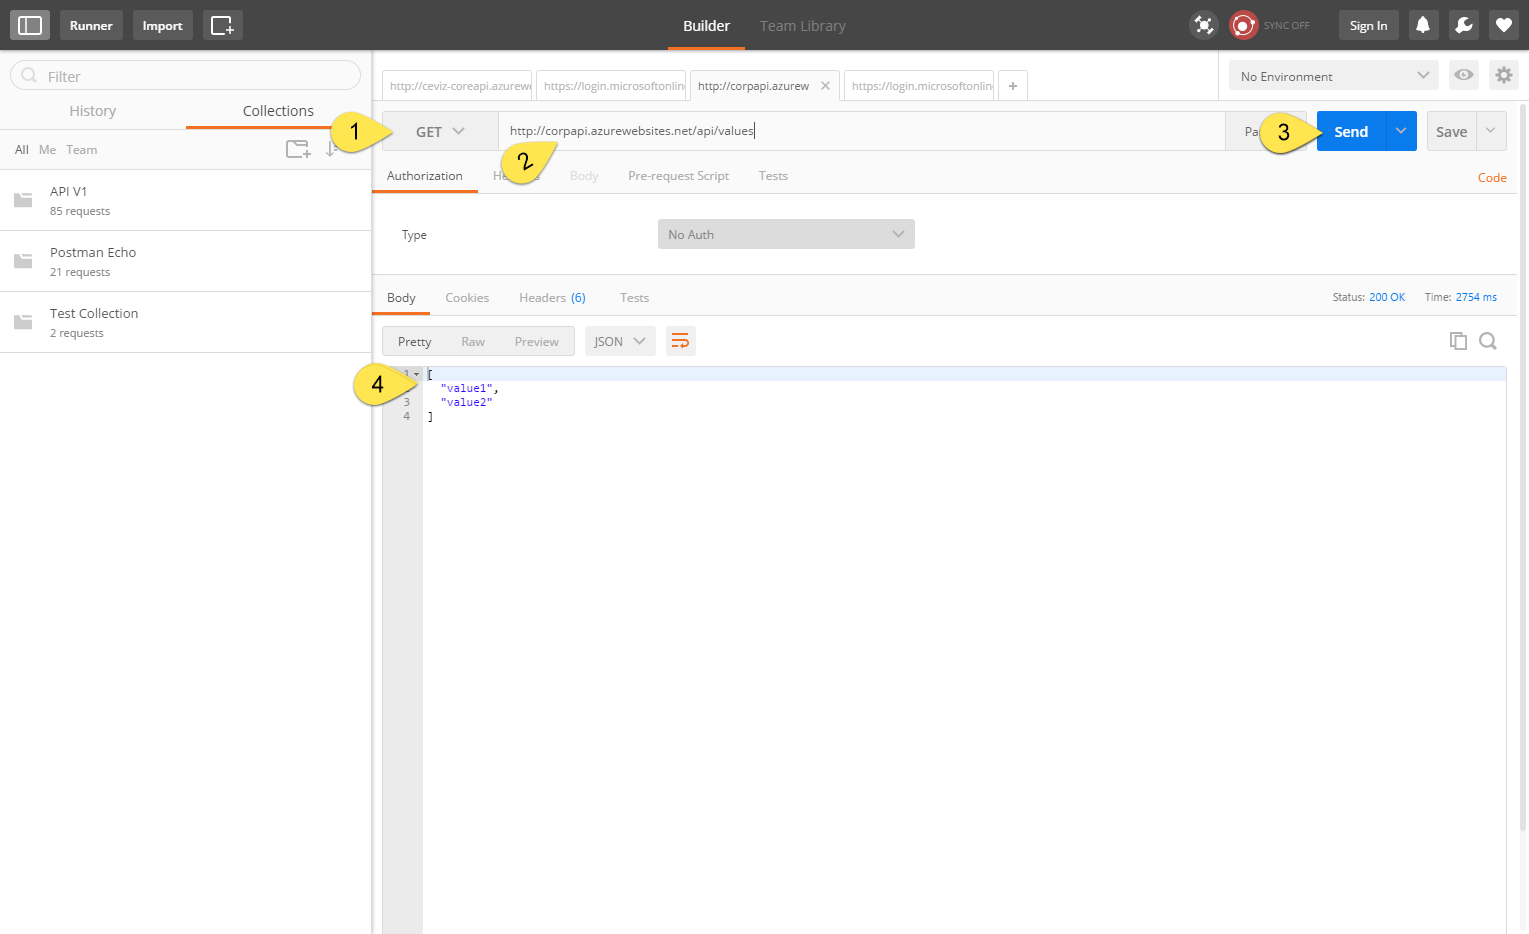 Runner Import Builder Team Library SYNC OFF Sign In
Filter
History Collections
All Me Team
API V1
85 requests
Postman Echo
21 requests
Test Collection
2 requests
http://ceviz-coreapi.azurew https://login.microsoftonlin http://corpapi.azurew × https://login.microsoftonlin +
No Environment
1 GET http://corpapi.azurewebsites.net/api/values 3 Send Save
2
Authorization Body Pre-request Script Tests Code
Type No Auth
Body Cookies Headers (6) Tests Status: 200 OK Time: 2754 ms
Pretty Raw Preview JSON
1 [
4 "value1",
3 "value2"
4 ]